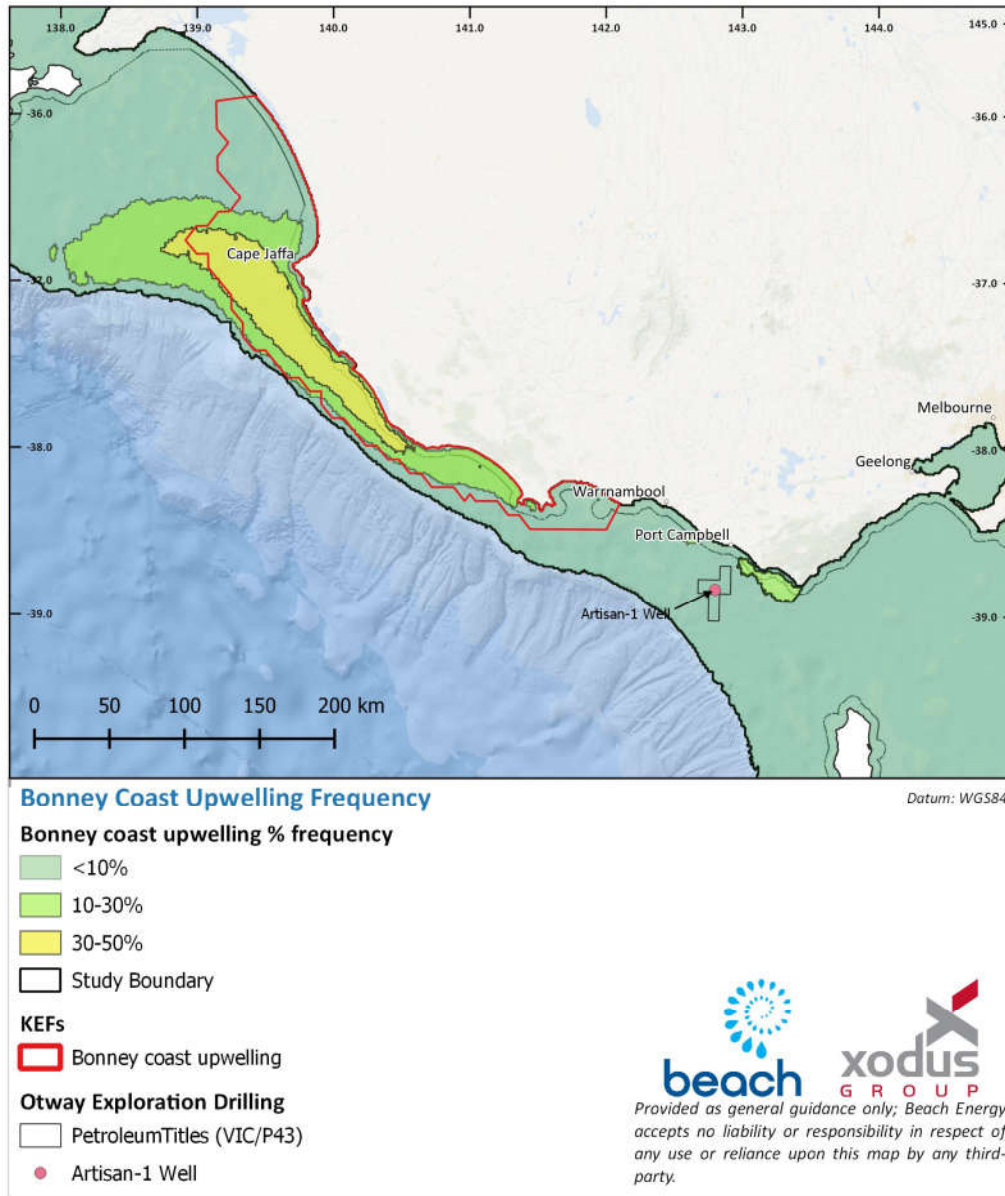 138.0 139.0 140.0 141.0 142.0 143.0 144.0 145.0
-36.0 -36.0
Cape Jaffa
-37.0 -37.0
Melbourne
-38.0 -38.0
Geelong
Warrnambool
Port Campbell
-39.0 Artisan-1 Well -39.0
0 50 100 150 200 km
Bonney Coast Upwelling Frequency
Datum: WGS84
Bonney coast upwelling % frequency
<10%
10-30%
30-50%
Study Boundary
KEFs
Bonney coast upwelling
Otway Exploration Drilling
PetroleumTitles (VIC/P43)
Artisan-1 Well
beach
xodus
GROUP
Provided as general guidance only; Beach Energy
accepts no liability or responsibility in respect of
any use or reliance upon this map by any third-
party.